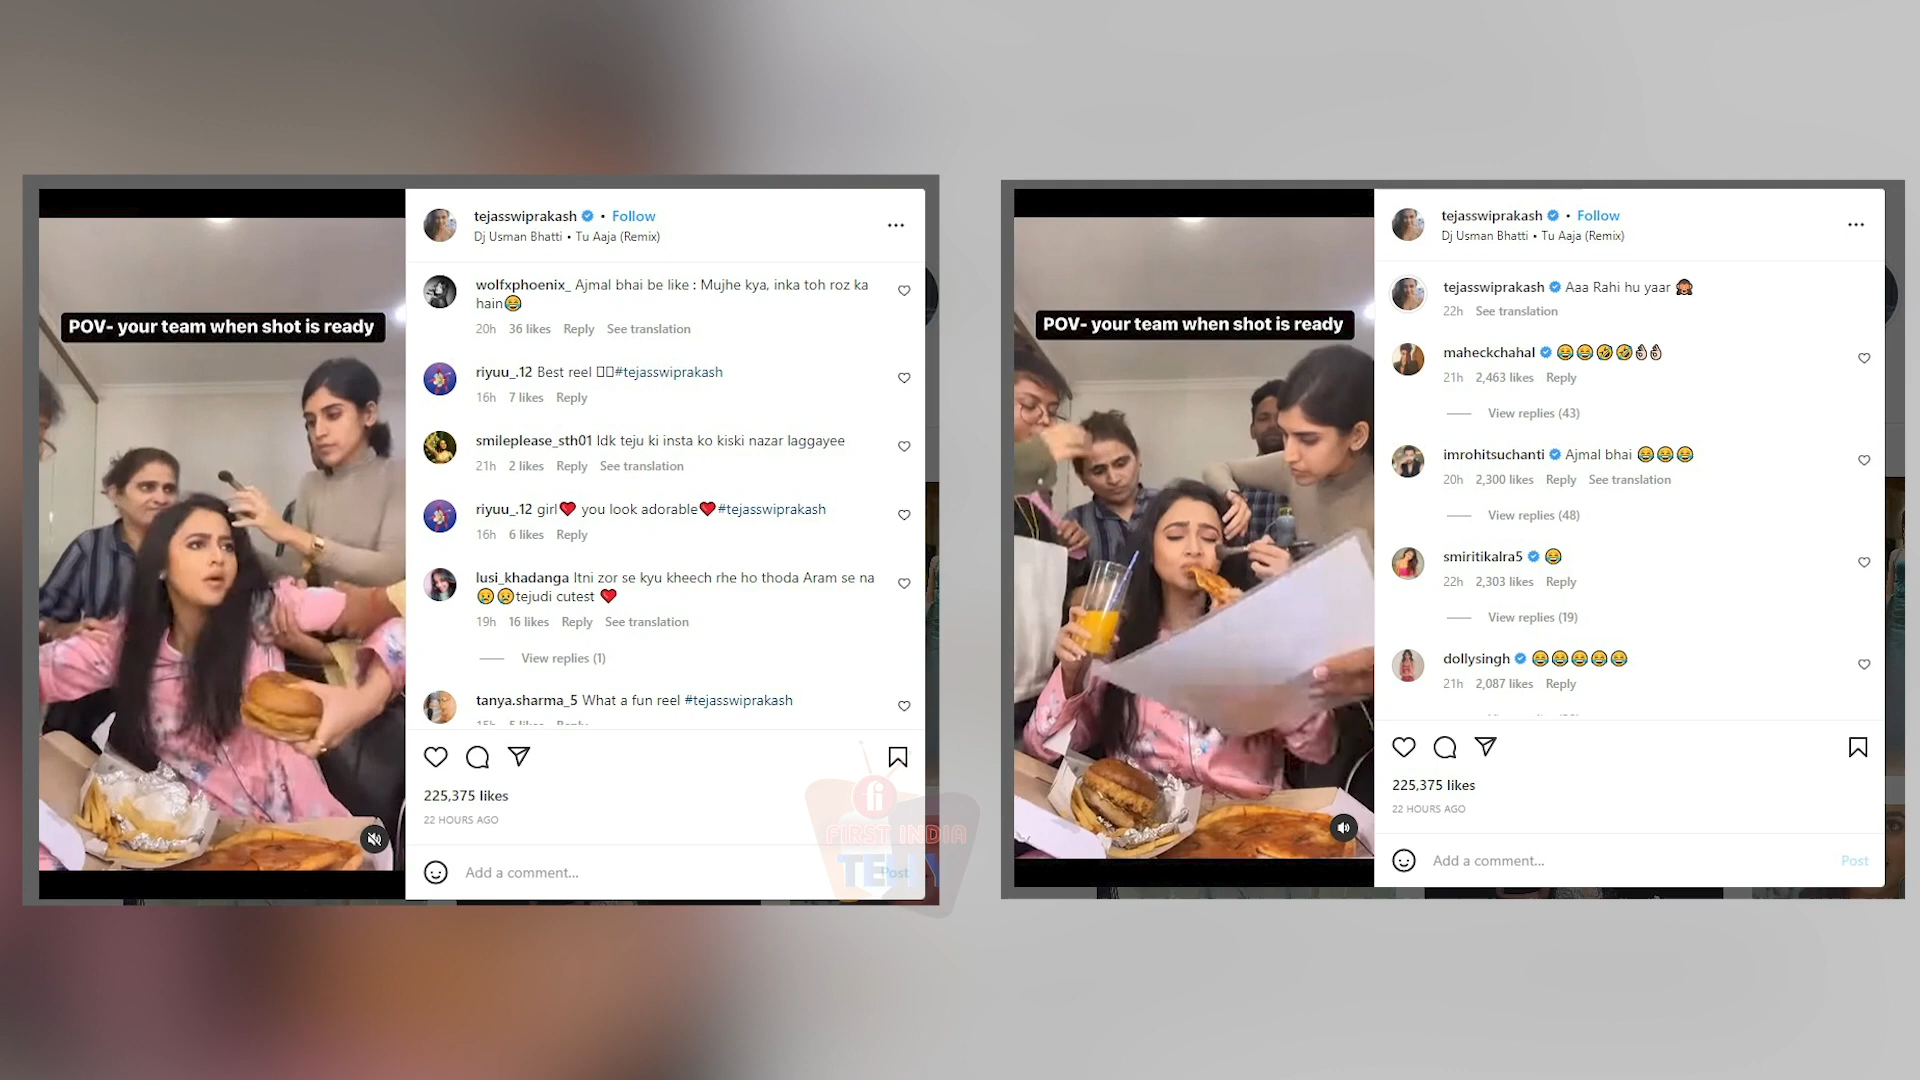 POV- your team when shot is ready
tejasswiprakash • Follow
Dj Usman Bhatti • Tu Aaja (Remix)
wolfxphoenix_ Ajmal bhai be like : Mujhe kya, inka toh roz ka
hain😂
20h 36 likes Reply See translation
riyuu_.12 Best reel #tejasswiprakash
16h 7 likes Reply
smileplease_sth01 Idk teju ki insta ko kiski nazar laggayee
21h 2 likes Reply See translation
riyuu_.12 girl❤️ you look adorable❤️#tejasswiprakash
16h 6 likes Reply
lusi_khadanga Itni zor se kyu kheech rhe ho thoda Aram se na
😢😢tejudi cutest ❤️
19h 16 likes Reply See translation
View replies (1)
tanya.sharma_5 What a fun reel #tejasswiprakash
15h 5 likes Reply
225,375 likes
22 HOURS AGO
Add a comment...
Post
FIRST INDIA
TELLY
POV- your team when shot is ready
tejasswiprakash • Follow
Dj Usman Bhatti • Tu Aaja (Remix)
tejasswiprakash Aaa Rahi hu yaar 🙊
22h See translation
maheckchahal 😂😂🤣🤣👌🏻👌🏻
21h 2,463 likes Reply
View replies (43)
imrohitsuchanti Ajmal bhai 😂😂😂
20h 2,300 likes Reply See translation
View replies (48)
smiritikalra5 😂
22h 2,303 likes Reply
View replies (19)
dollysingh 😂😂😂😂😂
21h 2,087 likes Reply
225,375 likes
22 HOURS AGO
Add a comment...
Post